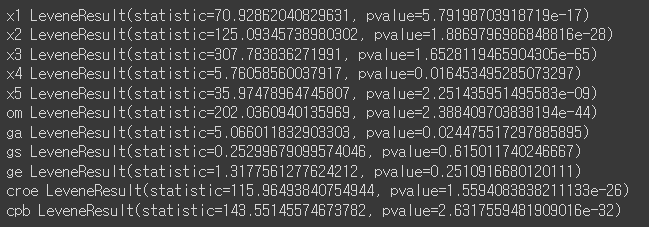 x1 LeveneResult(statistic=70.92862040829631, pvalue=5.79198703918719e-17)
x2 LeveneResult(statistic=125.09345738980302, pvalue=1.8869796986848816e-28)
x3 LeveneResult(statistic=307.783836271991, pvalue=1.6528119465904305e-65)
x4 LeveneResult(statistic=5.76058560037917, pvalue=0.016453495285073297)
x5 LeveneResult(statistic=35.97478964745807, pvalue=2.251435951495583e-09)
om LeveneResult(statistic=202.0360940135969, pvalue=2.388409703838194e-44)
ga LeveneResult(statistic=5.066011832903303, pvalue=0.024475517297885895)
gs LeveneResult(statistic=0.25299679099574046, pvalue=0.615011740246667)
ge LeveneResult(statistic=1.3177561277624212, pvalue=0.2510916680120111)
croe LeveneResult(statistic=115.96493840754944, pvalue=1.5594083838211133e-26)
cpb LeveneResult(statistic=143.55145574673782, pvalue=2.6317559481909016e-32)